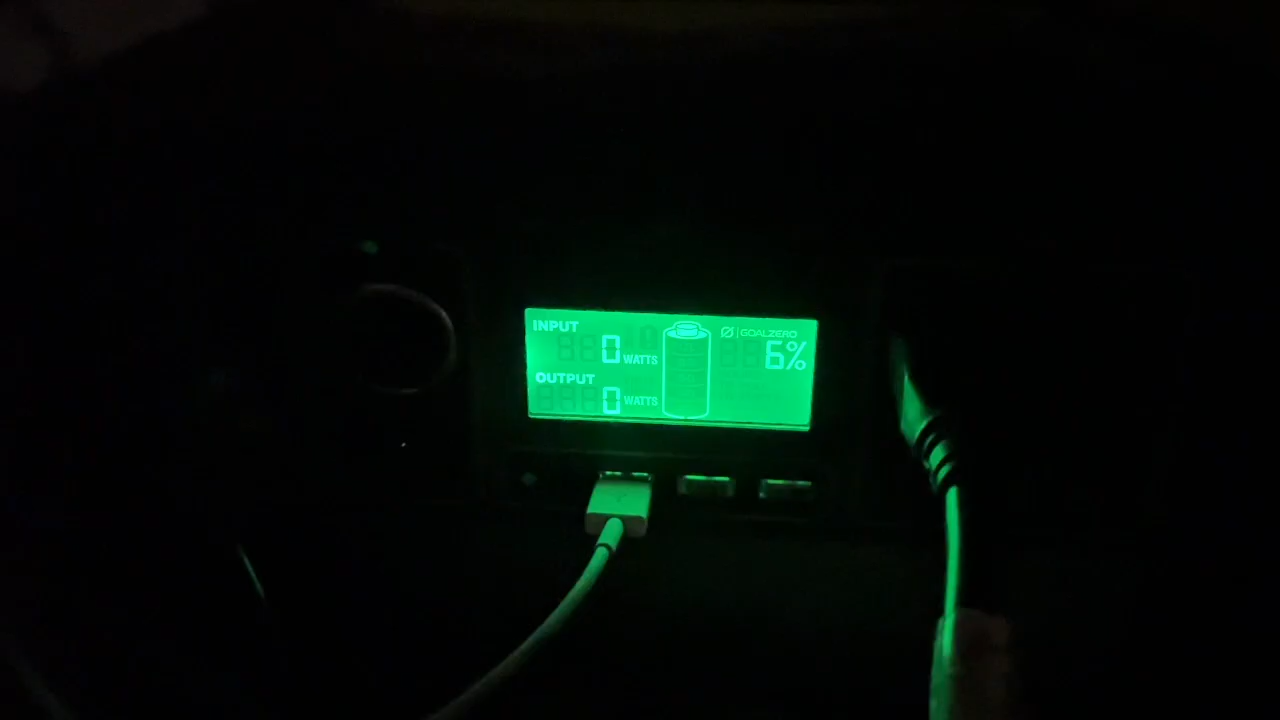 INPUT
0 WATTS
OUTPUT
0 WATTS
GOALZERO
6%